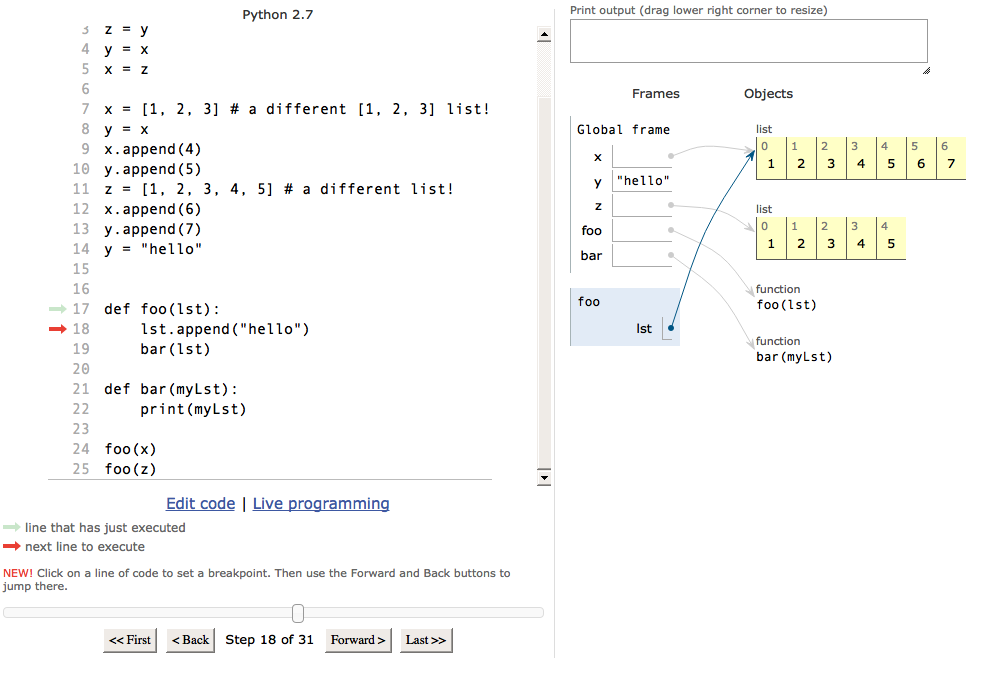 Python 2.7
3 z = y
4 y = x
5 x = z
6
7 x = [1, 2, 3] # a different [1, 2, 3] list!
8 y = x
9 x.append(4)
10 y.append(5)
11 z = [1, 2, 3, 4, 5] # a different list!
12 x.append(6)
13 y.append(7)
14 y = "hello"
15
16
17 def foo(lst):
18     lst.append("hello")
19     bar(lst)
20
21 def bar(myLst):
22     print(myLst)
23
24 foo(x)
25 foo(z)
Edit code | Live programming
line that has just executed
next line to execute
NEW! Click on a line of code to set a breakpoint. Then use the Forward and Back buttons to
jump there.
<< First < Back Step 18 of 31 Forward > Last >>
Print output (drag lower right corner to resize)
Frames Objects
Global frame
x
y "hello"
z
foo
bar
foo
lst
list
0 1 2 3 4 5 6
1 2 3 4 5 6 7
list
0 1 2 3 4
1 2 3 4 5
function
foo(lst)
function
bar(myLst)